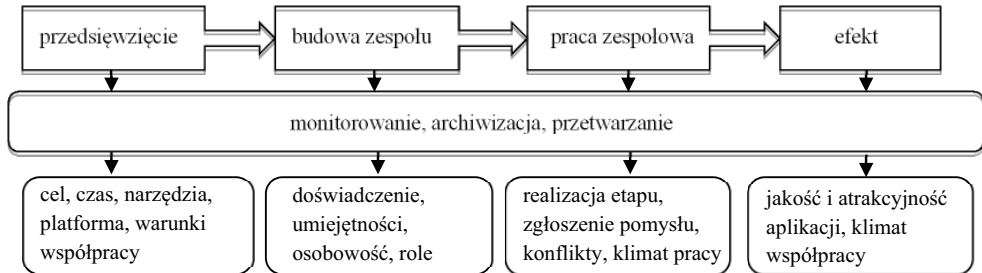 przedsięwzięcie
budowa zespołu
praca zespołowa
efekt
monitorowanie, archiwizacja, przetwarzanie
cel, czas, narzędzia,
platforma, warunki
współpracy
doświadczenie,
umiejętności,
osobowość, role
realizacja etapu,
zgłoszenie pomysłu,
konflikty, klimat pracy
jakość i atrakcyjność
aplikacji, klimat
współpracy